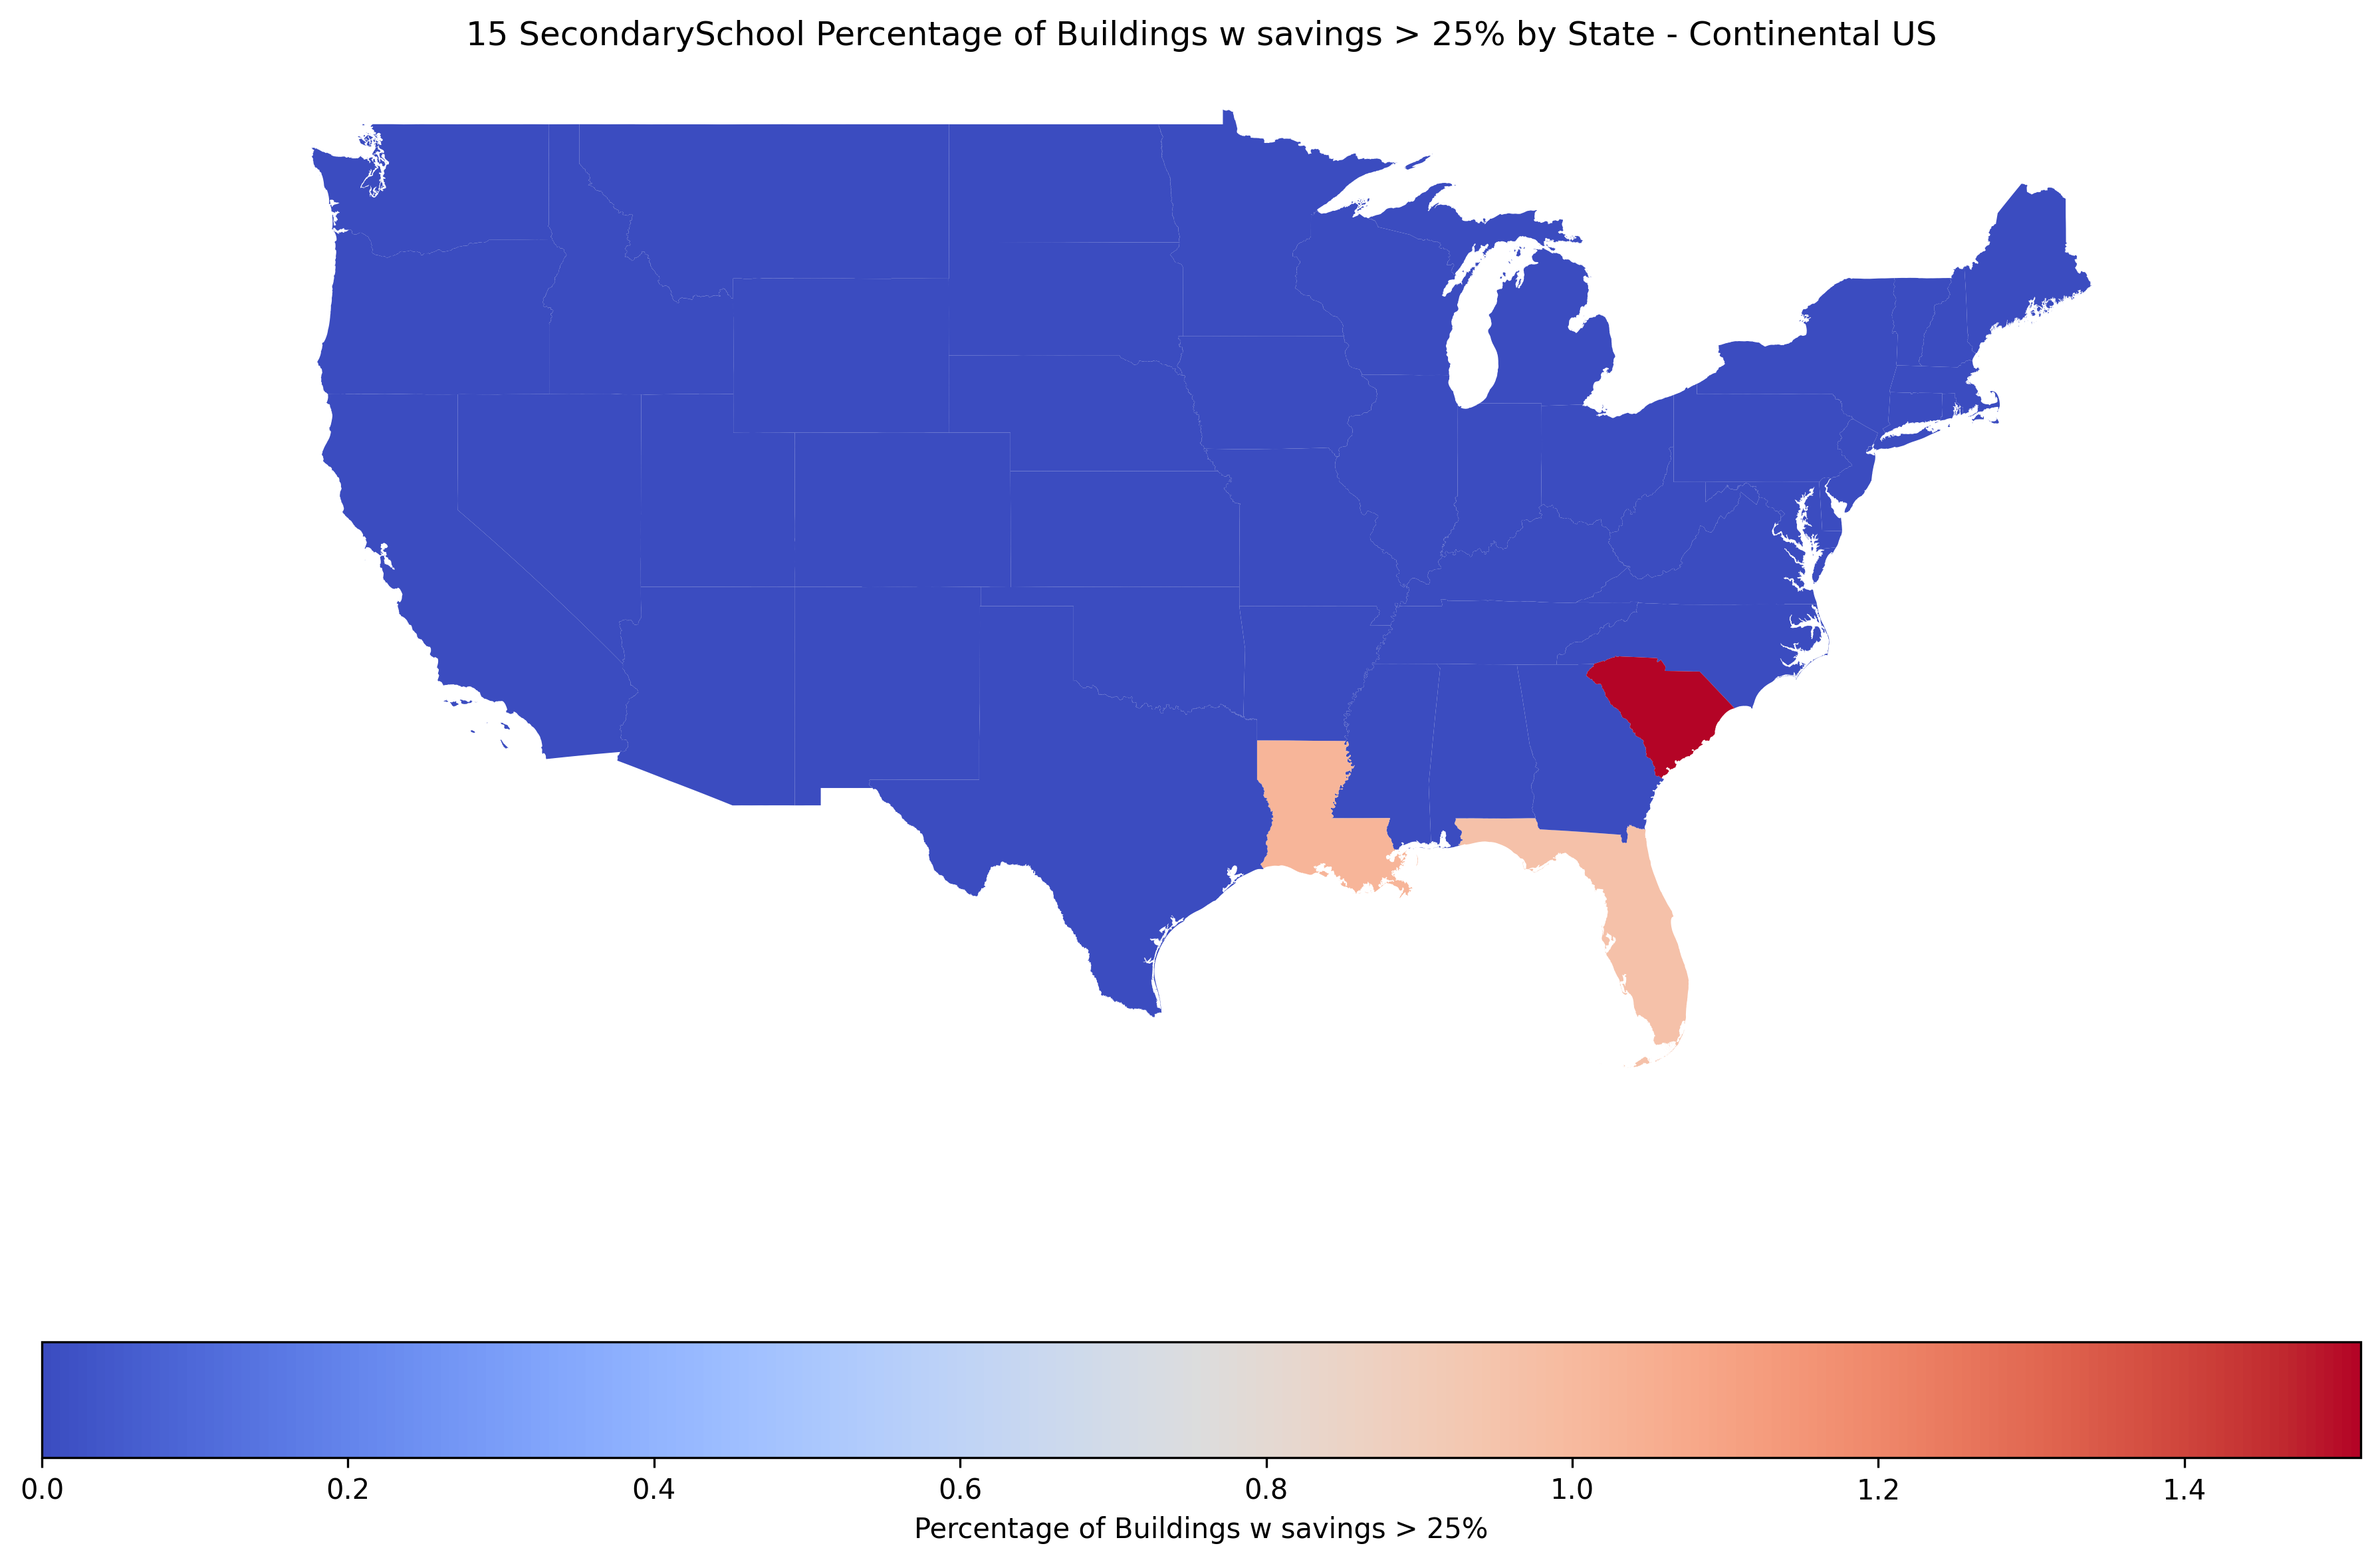 15 SecondarySchool Percentage of Buildings w savings > 25% by State - Continental US
0.0 0.2 0.4 0.6 0.8 1.0 1.2 1.4
Percentage of Buildings w savings > 25%